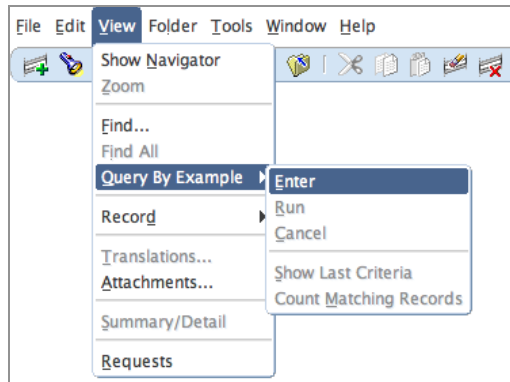 File Edit View Folder Tools Window Help
Show Navigator
Zoom
Find...
Find All
Query By Example
Enter
Run
Cancel
Show Last Criteria
Count Matching Records
Record
Translations...
Attachments...
Summary/Detail
Requests